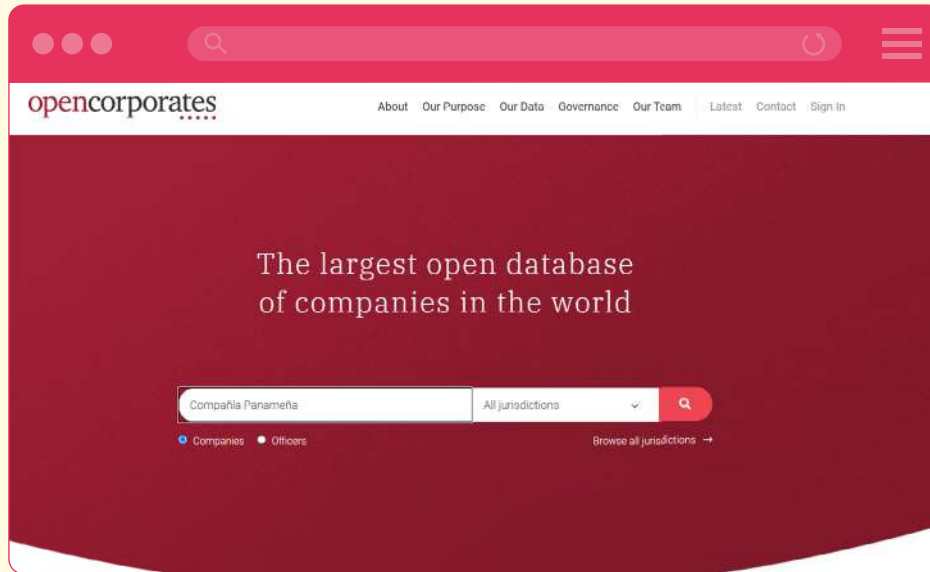 opencorporates
About Our Purpose Our Data Governance Our Team Latest Contact Sign In
The largest open database
of companies in the world
Compañía Panameña All jurisdictions
Companies Officers Browse all jurisdictions →